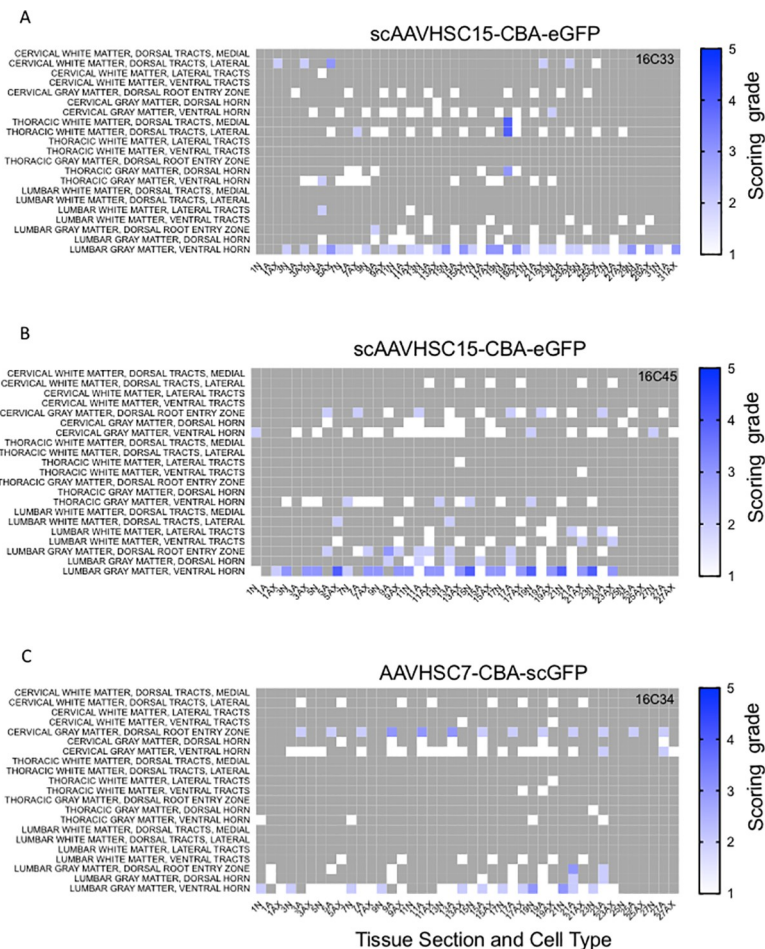 A
scAAVHSC15-CBA-eGFP
16C33
CERVICAL WHITE MATTER, DORSAL TRACTS, MEDIAL
CERVICAL WHITE MATTER, DORSAL TRACTS, LATERAL
CERVICAL WHITE MATTER, LATERAL TRACTS
CERVICAL WHITE MATTER, VENTRAL TRACTS
CERVICAL GRAY MATTER, DORSAL ROOT ENTRY ZONE
CERVICAL GRAY MATTER, DORSAL HORN
CERVICAL GRAY MATTER, VENTRAL HORN
THORACIC WHITE MATTER, DORSAL TRACTS, MEDIAL
THORACIC WHITE MATTER, DORSAL TRACTS, LATERAL
THORACIC WHITE MATTER, LATERAL TRACTS
THORACIC WHITE MATTER, VENTRAL TRACTS
THORACIC GRAY MATTER, DORSAL ROOT ENTRY ZONE
THORACIC GRAY MATTER, DORSAL HORN
THORACIC GRAY MATTER, VENTRAL HORN
LUMBAR WHITE MATTER, DORSAL TRACTS, MEDIAL
LUMBAR WHITE MATTER, DORSAL TRACTS, LATERAL
LUMBAR WHITE MATTER, LATERAL TRACTS
LUMBAR WHITE MATTER, VENTRAL TRACTS
LUMBAR GRAY MATTER, DORSAL ROOT ENTRY ZONE
LUMBAR GRAY MATTER, DORSAL HORN
LUMBAR GRAY MATTER, VENTRAL HORN
5
4
3
2
1
Scoring grade
B
scAAVHSC15-CBA-eGFP
16C45
CERVICAL WHITE MATTER, DORSAL TRACTS, MEDIAL
CERVICAL WHITE MATTER, DORSAL TRACTS, LATERAL
CERVICAL WHITE MATTER, LATERAL TRACTS
CERVICAL WHITE MATTER, VENTRAL TRACTS
CERVICAL GRAY MATTER, DORSAL ROOT ENTRY ZONE
CERVICAL GRAY MATTER, DORSAL HORN
CERVICAL GRAY MATTER, VENTRAL HORN
THORACIC WHITE MATTER, DORSAL TRACTS, MEDIAL
THORACIC WHITE MATTER, DORSAL TRACTS, LATERAL
THORACIC WHITE MATTER, LATERAL TRACTS
THORACIC WHITE MATTER, VENTRAL TRACTS
THORACIC GRAY MATTER, DORSAL ROOT ENTRY ZONE
THORACIC GRAY MATTER, DORSAL HORN
THORACIC GRAY MATTER, VENTRAL HORN
LUMBAR WHITE MATTER, DORSAL TRACTS, MEDIAL
LUMBAR WHITE MATTER, DORSAL TRACTS, LATERAL
LUMBAR WHITE MATTER, LATERAL TRACTS
LUMBAR WHITE MATTER, VENTRAL TRACTS
LUMBAR GRAY MATTER, DORSAL ROOT ENTRY ZONE
LUMBAR GRAY MATTER, DORSAL HORN
LUMBAR GRAY MATTER, VENTRAL HORN
5
4
3
2
1
Scoring grade
C
AAVHSC7-CBA-scGFP
16C34
CERVICAL WHITE MATTER, DORSAL TRACTS, MEDIAL
CERVICAL WHITE MATTER, DORSAL TRACTS, LATERAL
CERVICAL WHITE MATTER, LATERAL TRACTS
CERVICAL WHITE MATTER, VENTRAL TRACTS
CERVICAL GRAY MATTER, DORSAL ROOT ENTRY ZONE
CERVICAL GRAY MATTER, DORSAL HORN
CERVICAL GRAY MATTER, VENTRAL HORN
THORACIC WHITE MATTER, DORSAL TRACTS, MEDIAL
THORACIC WHITE MATTER, DORSAL TRACTS, LATERAL
THORACIC WHITE MATTER, LATERAL TRACTS
THORACIC WHITE MATTER, VENTRAL TRACTS
THORACIC GRAY MATTER, DORSAL ROOT ENTRY ZONE
THORACIC GRAY MATTER, DORSAL HORN
THORACIC GRAY MATTER, VENTRAL HORN
LUMBAR WHITE MATTER, DORSAL TRACTS, MEDIAL
LUMBAR WHITE MATTER, DORSAL TRACTS, LATERAL
LUMBAR WHITE MATTER, LATERAL TRACTS
LUMBAR WHITE MATTER, VENTRAL TRACTS
LUMBAR GRAY MATTER, DORSAL ROOT ENTRY ZONE
LUMBAR GRAY MATTER, DORSAL HORN
LUMBAR GRAY MATTER, VENTRAL HORN
5
4
3
2
1
Scoring grade
Tissue Section and Cell Type